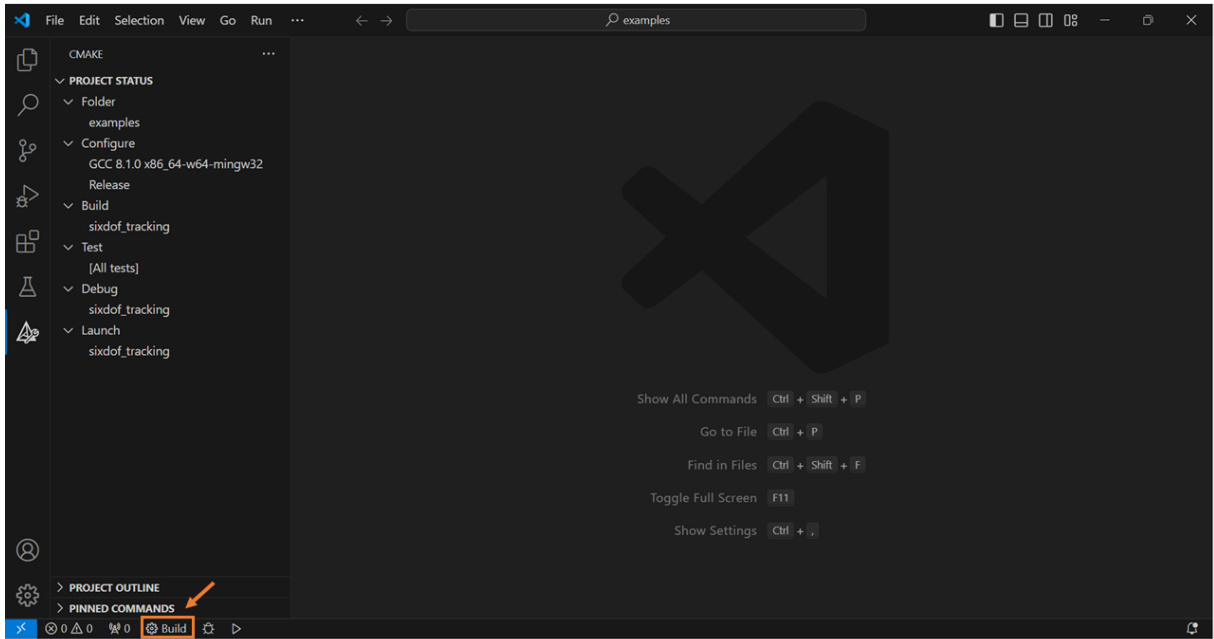 File Edit Selection View Go Run ···
examples
CMAKE ···
PROJECT STATUS
Folder
examples
Configure
GCC 8.1.0 x86_64-w64-mingw32
Release
Build
sixdof_tracking
Test
[All tests]
Debug
sixdof_tracking
Launch
sixdof_tracking
Show All Commands Ctrl + Shift + P
Go to File Ctrl + P
Find in Files Ctrl + Shift + F
Toggle Full Screen F11
Show Settings Ctrl + ,
PROJECT OUTLINE
PINNED COMMANDS
0 0 0 Build